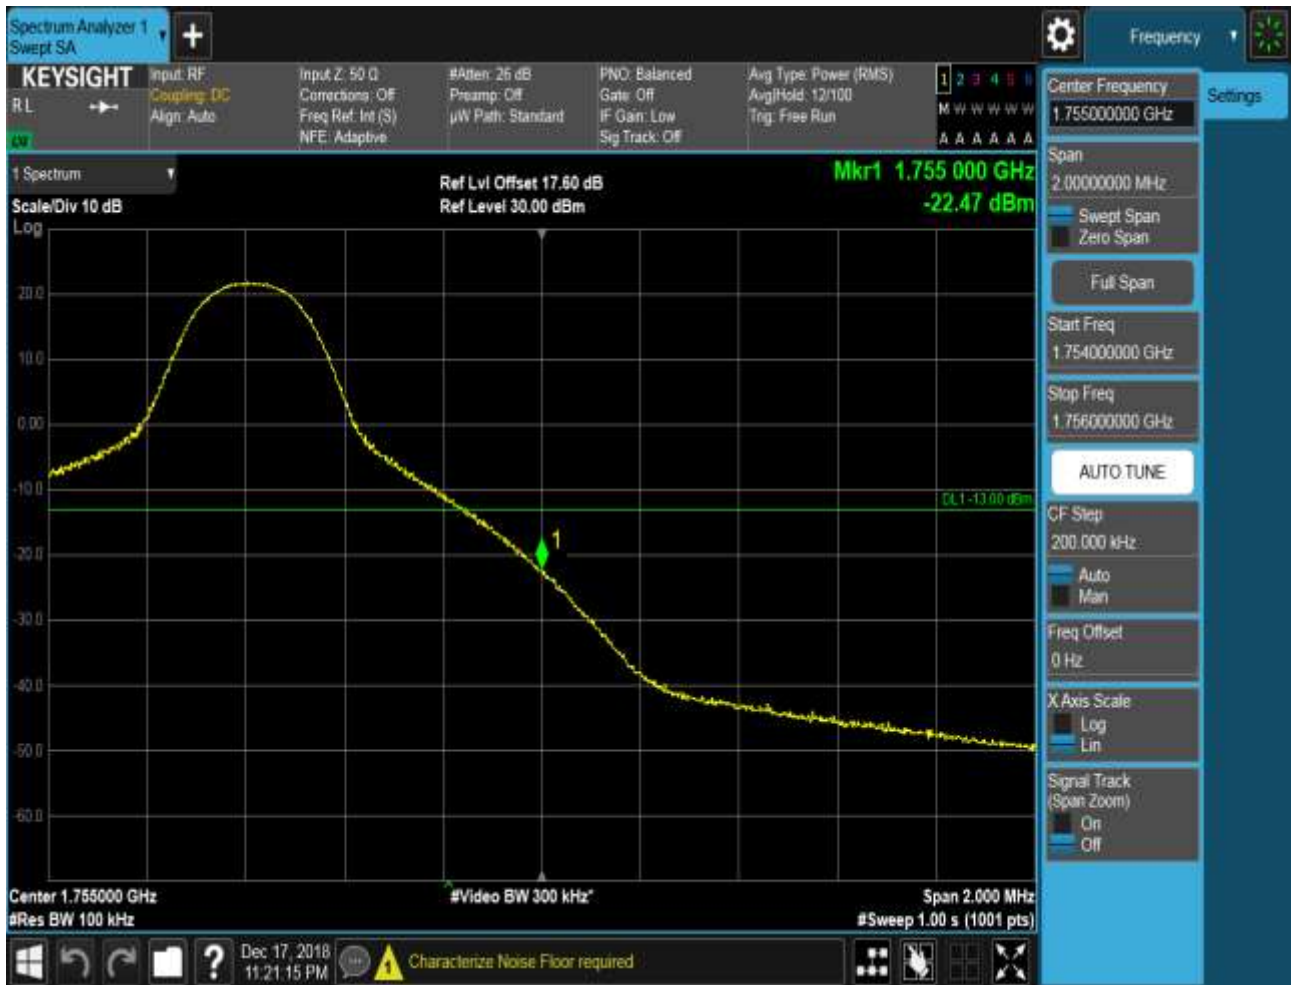 Spectrum Analyzer 1
Swept SA
Frequency
KEYSIGHT
R L
Input: RF
Coupling: DC
Align: Auto
Input Z: 50 Ω
Corrections: Off
Freq Ref: Int (S)
NFE: Adaptive
#Atten: 26 dB
Preamp: Off
µW Path: Standard
PNO: Balanced
Gate: Off
IF Gain: Low
Sig Track: Off
Avg Type: Power (RMS)
Avg|Hold: 12/100
Trig: Free Run
1 2 3 4 5 6
M W W W W W
A A A A A A
1 Spectrum
Scale/Div 10 dB
Log
Ref Lvl Offset 17.60 dB
Ref Level 30.00 dBm
Mkr1 1.755 000 GHz
-22.47 dBm
20.0
10.0
0.00
-10.0
-20.0
-30.0
-40.0
-50.0
-60.0
DL1 -13.00 dBm
1
Center 1.755000 GHz
#Res BW 100 kHz
#Video BW 300 kHz*
Span 2.000 MHz
#Sweep 1.00 s (1001 pts)
Center Frequency
1.755000000 GHz
Settings
Span
2.00000000 MHz
Swept Span
Zero Span
Full Span
Start Freq
1.754000000 GHz
Stop Freq
1.756000000 GHz
AUTO TUNE
CF Step
200.000 kHz
Auto
Man
Freq Offset
0 Hz
X Axis Scale
Log
Lin
Signal Track
(Span Zoom)
On
Off
?
Dec 17, 2018
11:21:15 PM
1
Characterize Noise Floor required